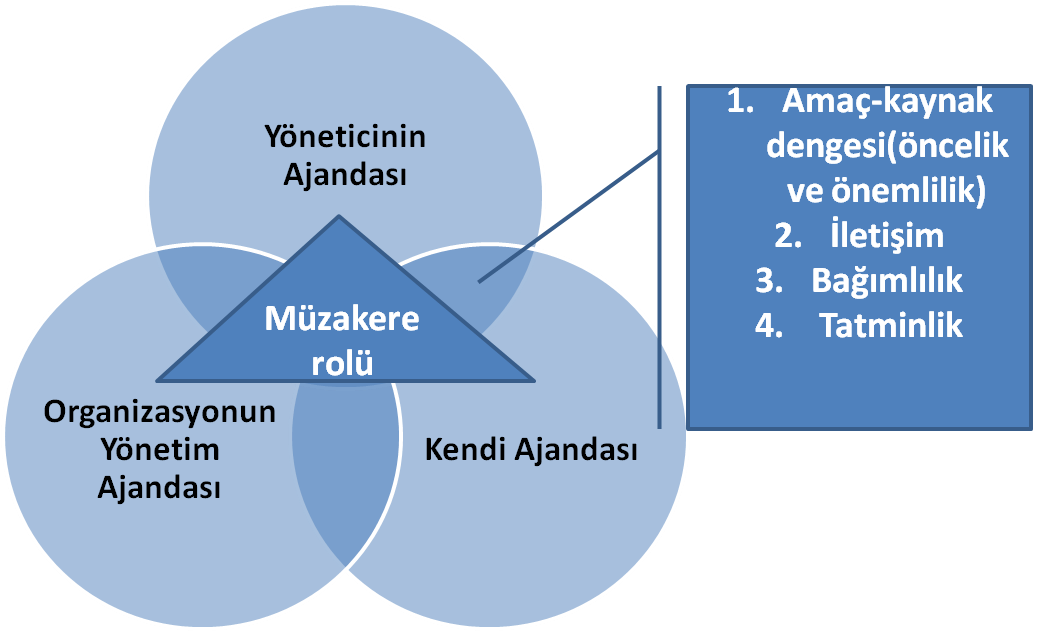 Yöneticinin
Ajandası
Müzakere
rolü
Organizasyonun
Yönetim
Ajandası
Kendi Ajandası
1. Amaç-kaynak
dengesi(öncelik
ve önemlilik)
2. İletişim
3. Bağımlılık
4. Tatminlik